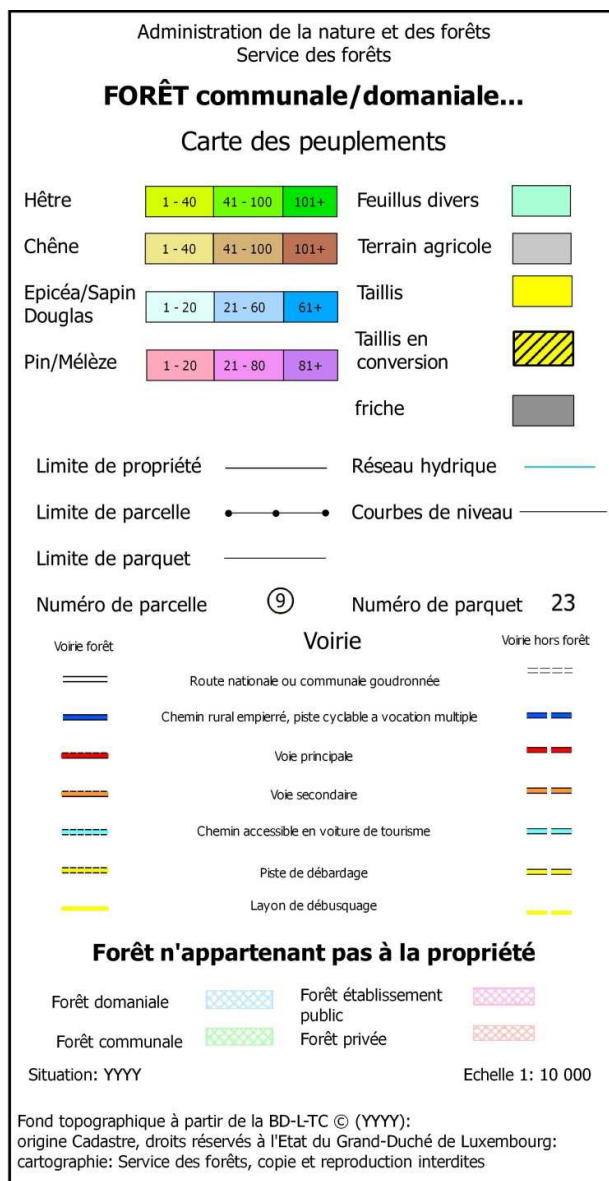 Administration de la nature et des forêts
Service des forêts
FORÊT communale/domaniale...
Carte des peuplements
Hêtre 1 - 40 41 - 100 101+ Feuillus divers
Chêne 1 - 40 41 - 100 101+ Terrain agricole
Epicéa/Sapin
Douglas 1 - 20 21 - 60 61+ Taillis
Pin/Mélèze 1 - 20 21 - 80 81+ Taillis en
conversion
friche
Limite de propriété Réseau hydrique
Limite de parcelle Courbes de niveau
Limite de parquet
Numéro de parcelle 9 Numéro de parquet 23
Voirie forêt Voirie Voirie hors forêt
Route nationale ou communale goudronnée
Chemin rural empierré, piste cyclable a vocation multiple
Voie principale
Voie secondaire
Chemin accessible en voiture de tourisme
Piste de débardage
Layon de débusquage
Forêt n'appartenant pas à la propriété
Forêt domaniale Forêt établissement
public
Forêt communale Forêt privée
Situation: YYYY Echelle 1: 10 000
Fond topographique à partir de la BD-L-TC © (YYYY):
origine Cadastre, droits réservés à l'Etat du Grand-Duché de Luxembourg:
cartographie: Service des forêts, copie et reproduction interdites